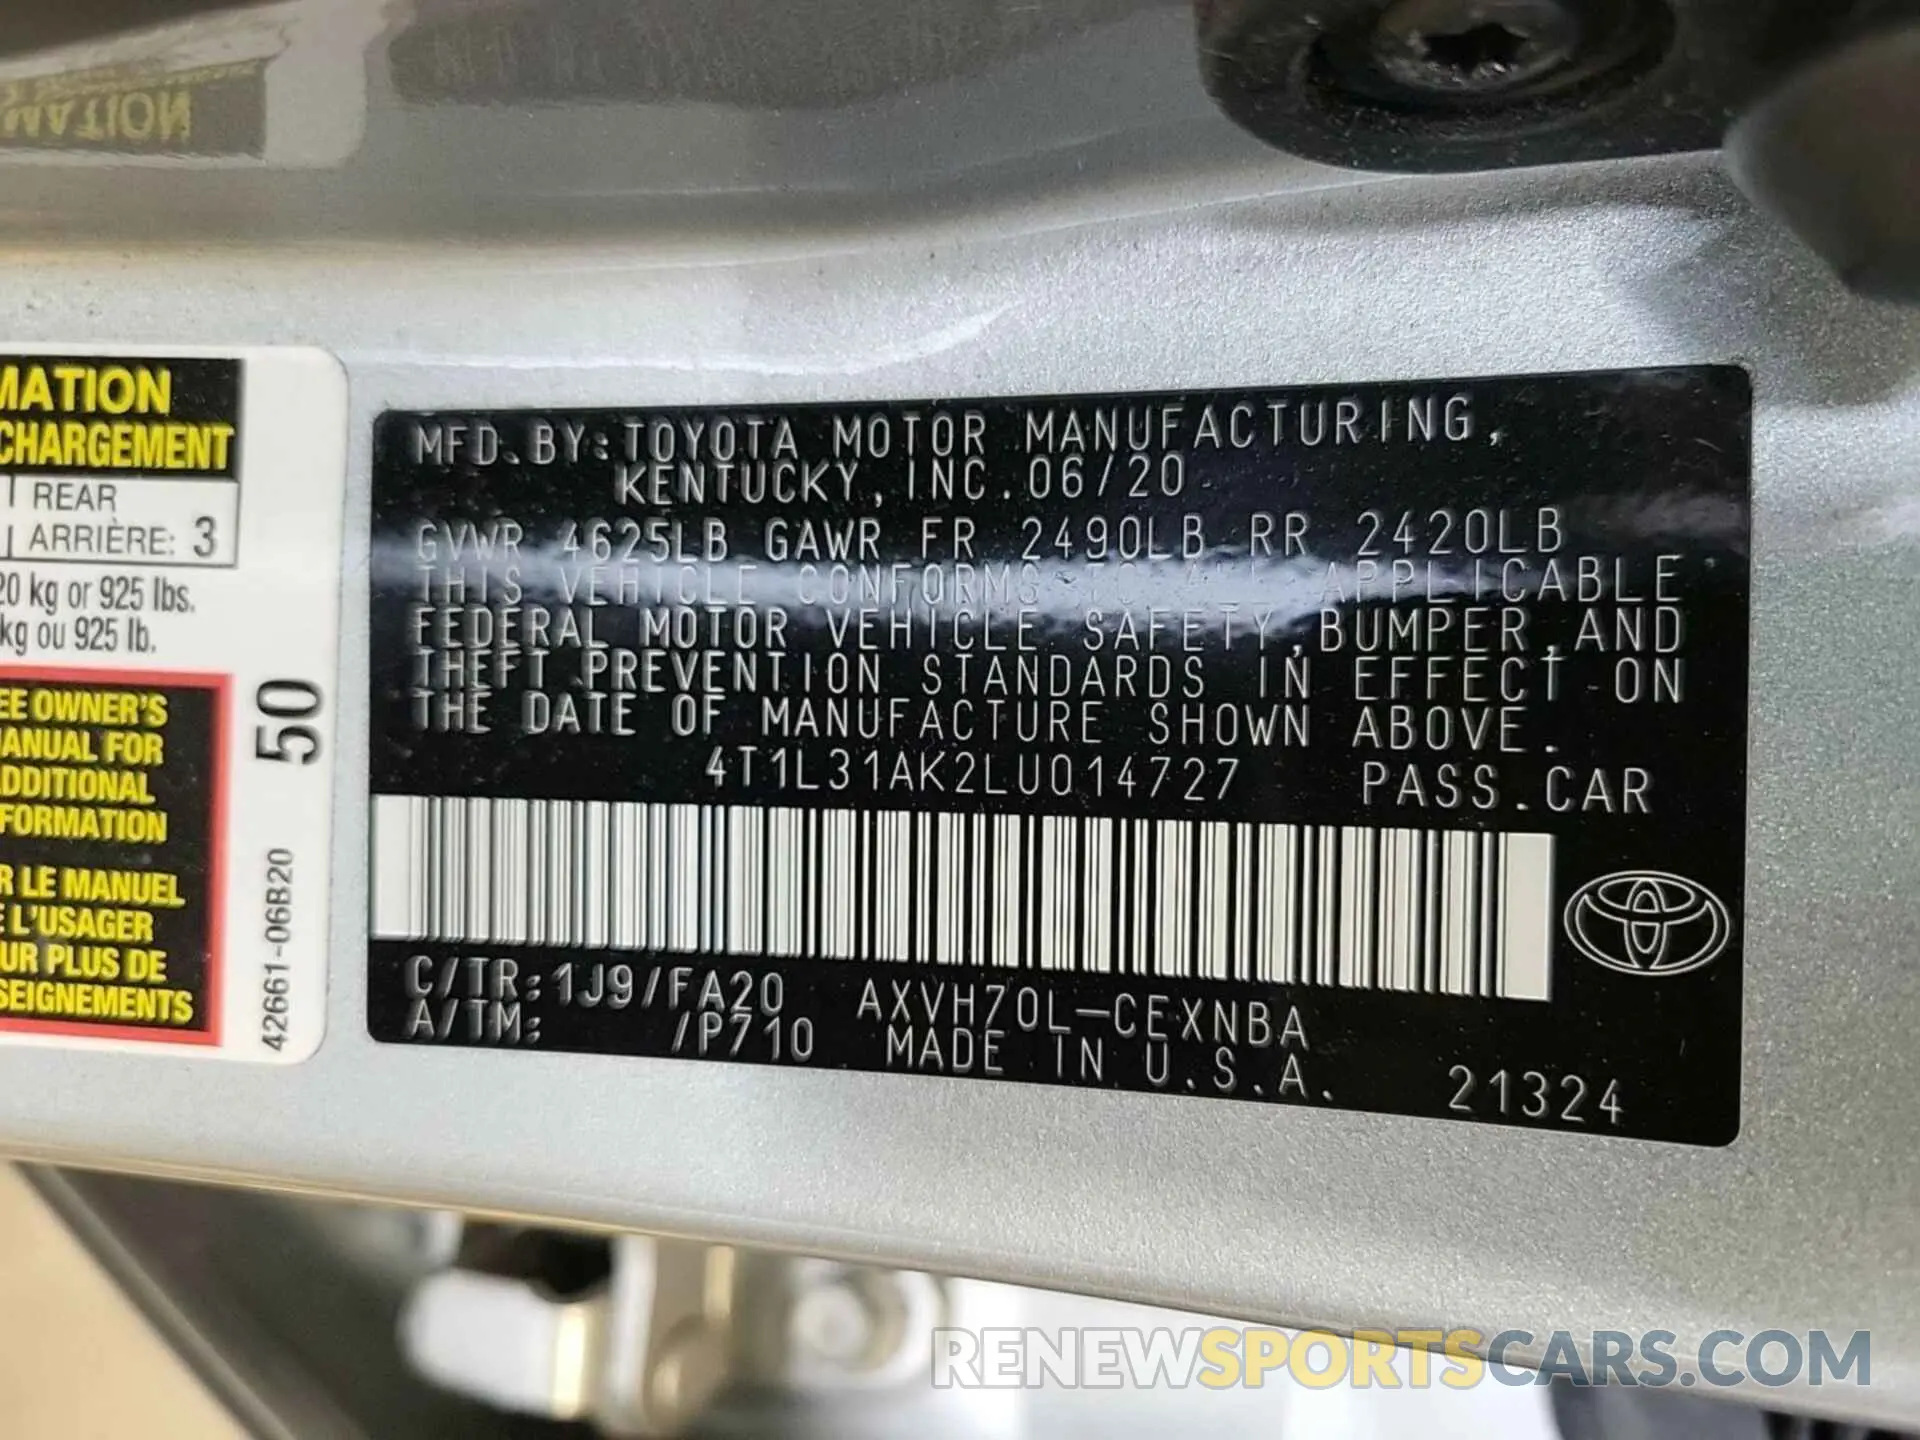 MATION
MATION
CHARGEMENT
REAR
ARRIÈRE: 3
20 kg or 925 lbs.
kg ou 925 lb.
EE OWNER'S
MANUAL FOR
ADDITIONAL
FORMATION
R LE MANUEL
L'USAGER
UR PLUS DE
SEIGNEMENTS
50
42661-06B20
MFD. BY: TOYOTA MOTOR MANUFACTURING,
KENTUCKY, INC. 06/20
GVWR 4625LB GAWR FR 2490LB RR 2420LB
THIS VEHICLE CONFORMS TO ALL APPLICABLE
FEDERAL MOTOR VEHICLE SAFETY, BUMPER, AND
THEFT PREVENTION STANDARDS IN EFFECT ON
THE DATE OF MANUFACTURE SHOWN ABOVE.
4T1L31AK2LU014727 PASS. CAR
C/TR: 1J9/FA20 AXVH70L-CEXNBA
A/TM: /P710 MADE IN U.S.A. 21324
RENEWSPORTSCARS.COM